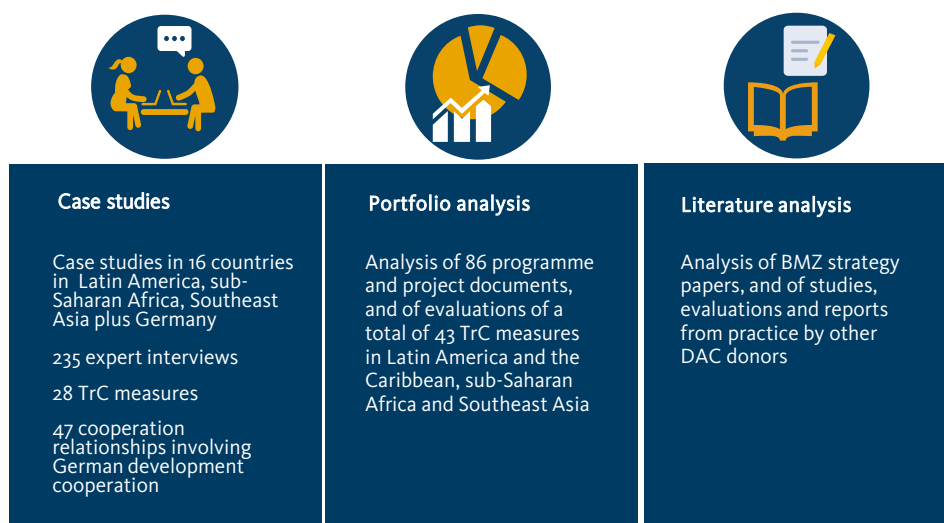 Case studies
Case studies in 16 countries
in Latin America, sub-
Saharan Africa, Southeast
Asia plus Germany
235 expert interviews
28 TrC measures
47 cooperation
relationships involving
German development
cooperation
Portfolio analysis
Analysis of 86 programme
and project documents,
and of evaluations of a
total of 43 TrC measures
in Latin America and the
Caribbean, sub-Saharan
Africa and Southeast Asia
Literature analysis
Analysis of BMZ strategy
papers, and of studies,
evaluations and reports
from practice by other
DAC donors